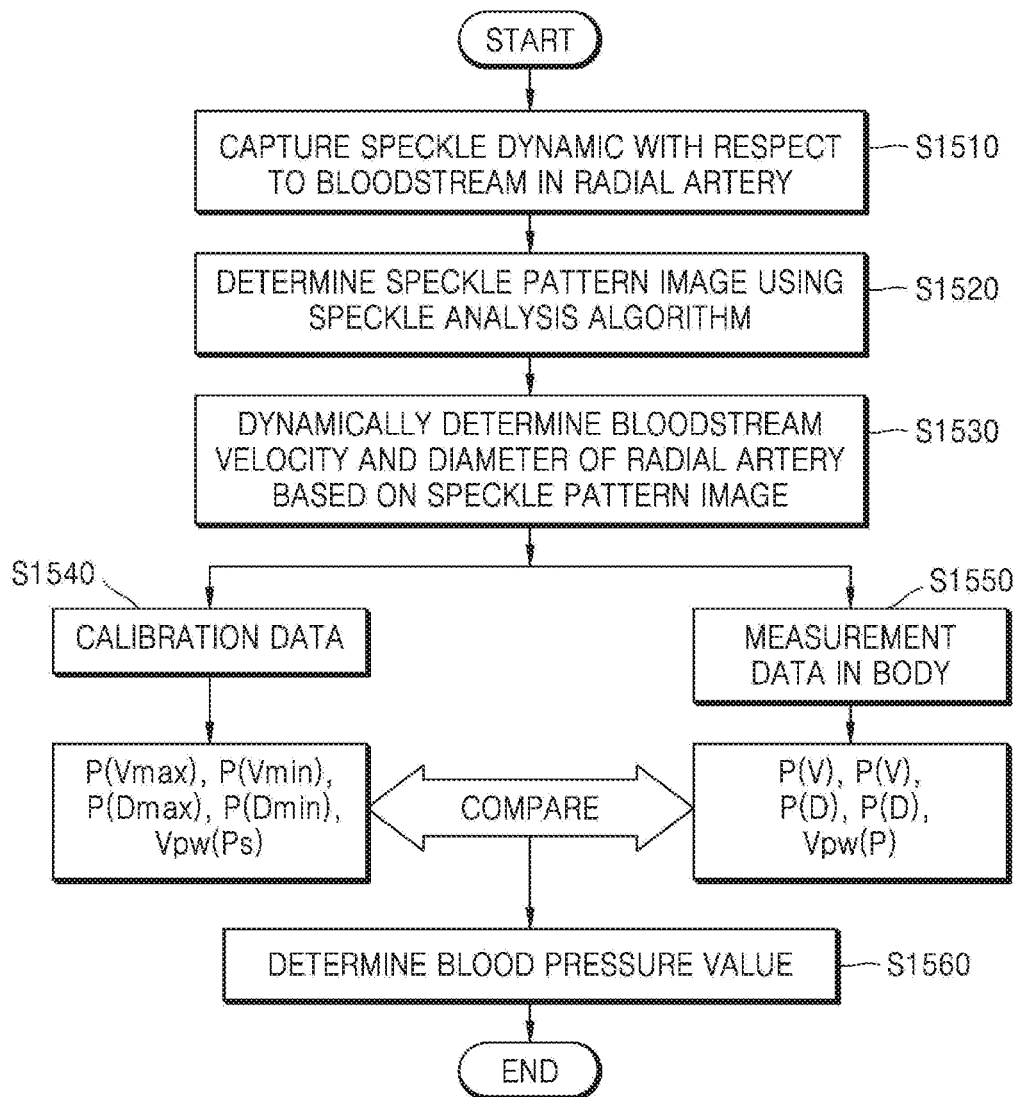 START
CAPTURE SPECKLE DYNAMIC WITH RESPECT
TO BLOODSTREAM IN RADIAL ARTERY
S1510
DETERMINE SPECKLE PATTERN IMAGE USING
SPECKLE ANALYSIS ALGORITHM
S1520
DYNAMICALLY DETERMINE BLOODSTREAM
VELOCITY AND DIAMETER OF RADIAL ARTERY
BASED ON SPECKLE PATTERN IMAGE
S1530
S1540
CALIBRATION DATA
S1550
MEASUREMENT
DATA IN BODY
P(Vmax), P(Vmin),
P(Dmax), P(Dmin),
Vpw(Ps)
COMPARE
P(V), P(V),
P(D), P(D),
Vpw(P)
DETERMINE BLOOD PRESSURE VALUE
S1560
END